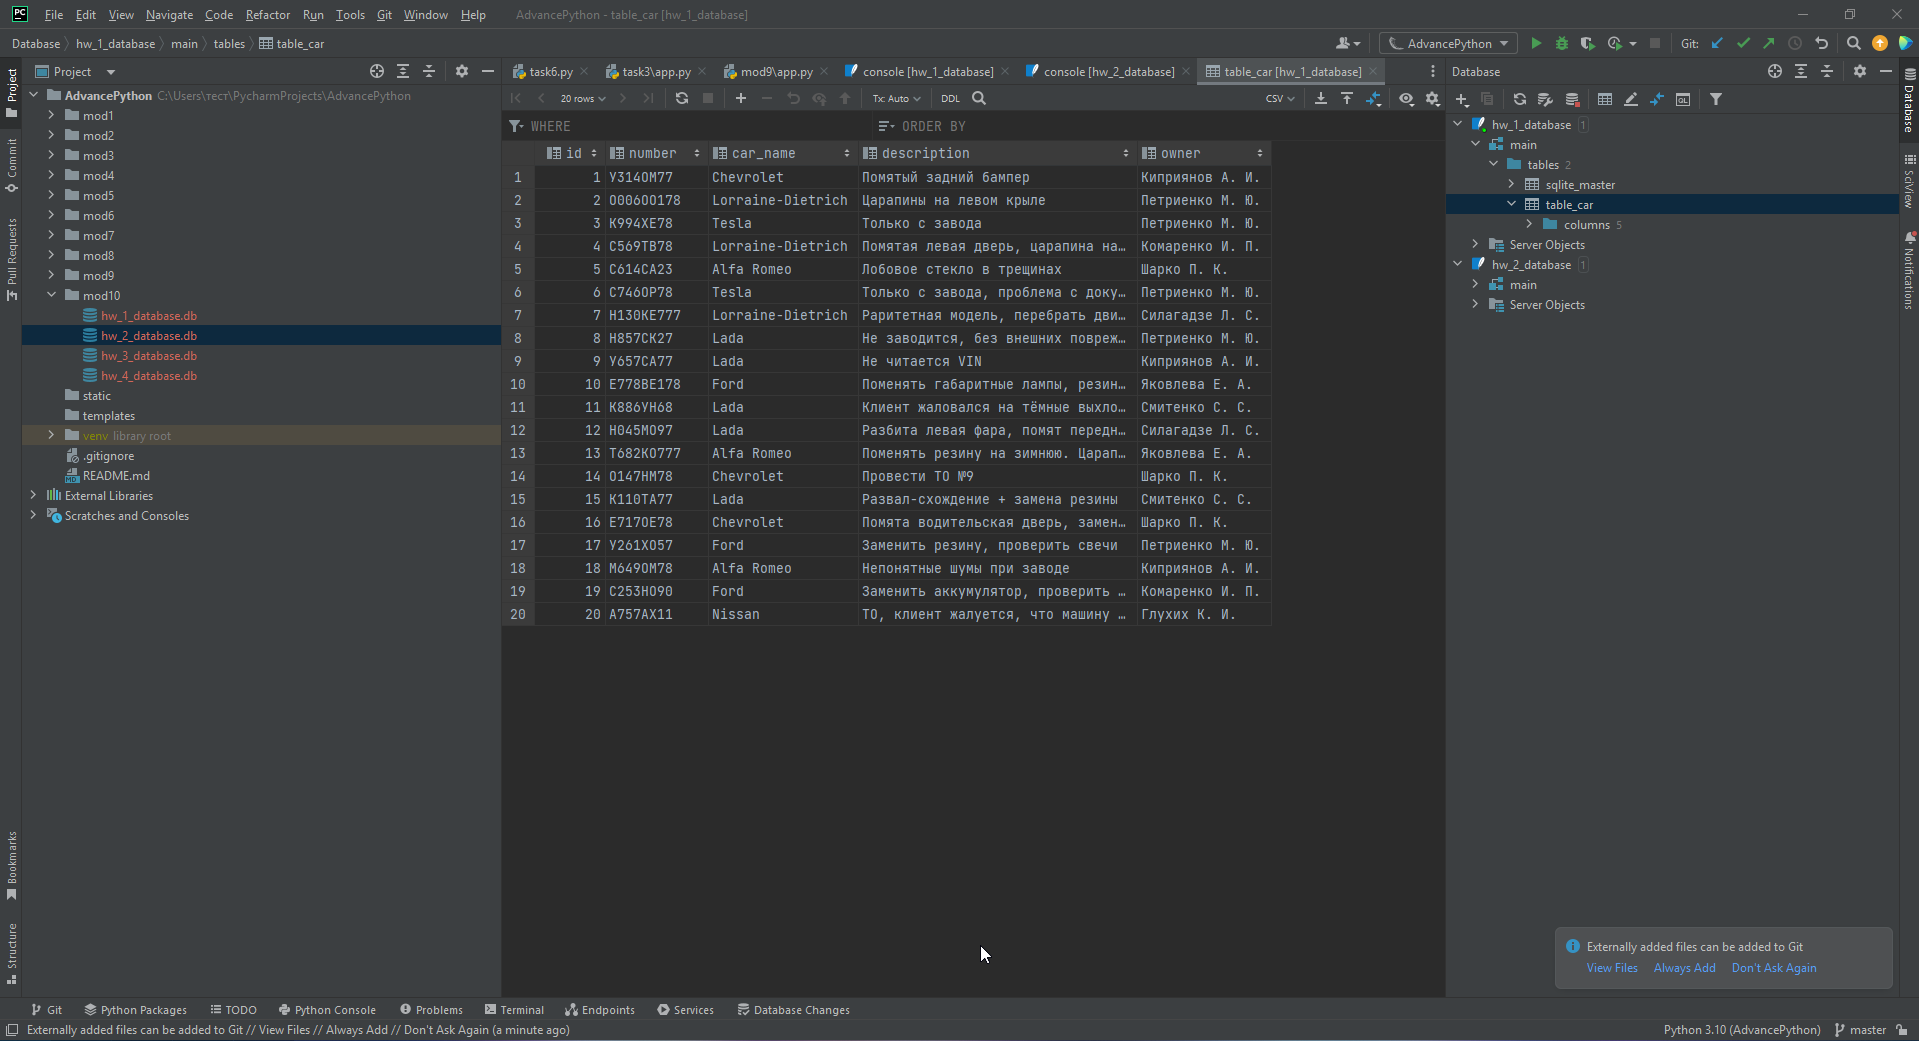 PC File Edit View Navigate Code Refactor Run Tools Git Window Help AdvancePython - table_car [hw_1_database]
Database hw_1_database main tables table_car AdvancePython Git:
Project
AdvancePython C:\Users\тест\PycharmProjects\AdvancePython
mod1
mod2
mod3
mod4
mod5
mod6
mod7
mod8
mod9
mod10
hw_1_database.db
hw_2_database.db
hw_3_database.db
hw_4_database.db
static
templates
venv library root
.gitignore
README.md
External Libraries
Scratches and Consoles
Project
Commit
Pull Requests
Bookmarks
Structure
task6.py task3\app.py mod9\app.py console [hw_1_database] console [hw_2_database] table_car [hw_1_database]
20 rows Tx: Auto DDL CSV
WHERE ORDER BY
id number car_name description owner
1 1 У314ОМ77 Chevrolet Помятый задний бампер Киприянов А. И.
2 2 О006ОО178 Lorraine-Dietrich Царапины на левом крыле Петриенко М. Ю.
3 3 К994ХЕ78 Tesla Только с завода Петриенко М. Ю.
4 4 С569ТВ78 Lorraine-Dietrich Помятая левая дверь, царапина на… Комаренко И. П.
5 5 С614СА23 Alfa Romeo Лобовое стекло в трещинах Шарко П. К.
6 6 С746ОР78 Tesla Только с завода, проблема с доку… Петриенко М. Ю.
7 7 Н130КЕ777 Lorraine-Dietrich Раритетная модель, перебрать дви… Силагадзе Л. С.
8 8 Н857СК27 Lada Не заводится, без внешних повреж… Петриенко М. Ю.
9 9 У657СА77 Lada Не читается VIN Киприянов А. И.
10 10 Е778ВЕ178 Ford Поменять габаритные лампы, резин… Яковлева Е. А.
11 11 К886УН68 Lada Клиент жаловался на тёмные выхло… Смитенко С. С.
12 12 Н045МО97 Lada Разбита левая фара, помят передн… Силагадзе Л. С.
13 13 Т682КО777 Alfa Romeo Поменять резину на зимнюю. Царап… Яковлева Е. А.
14 14 О147НМ78 Chevrolet Провести ТО №9 Шарко П. К.
15 15 К110ТА77 Lada Развал-схождение + замена резины Смитенко С. С.
16 16 Е717ОЕ78 Chevrolet Помята водительская дверь, замен… Шарко П. К.
17 17 У261ХО57 Ford Заменить резину, проверить свечи Петриенко М. Ю.
18 18 М649ОМ78 Alfa Romeo Непонятные шумы при заводе Киприянов А. И.
19 19 С253НО90 Ford Заменить аккумулятор, проверить … Комаренко И. П.
20 20 А757АХ11 Nissan ТО, клиент жалуется, что машину … Глухих К. И.
Database
hw_1_database 1
main
tables 2
sqlite_master
table_car
columns 5
Server Objects
hw_2_database 1
main
Server Objects
Database
SciView
Notifications
Externally added files can be added to Git
View Files Always Add Don't Ask Again
Git Python Packages TODO Python Console Problems Terminal Endpoints Services Database Changes
Externally added files can be added to Git // View Files // Always Add // Don't Ask Again (a minute ago) Python 3.10 (AdvancePython) master